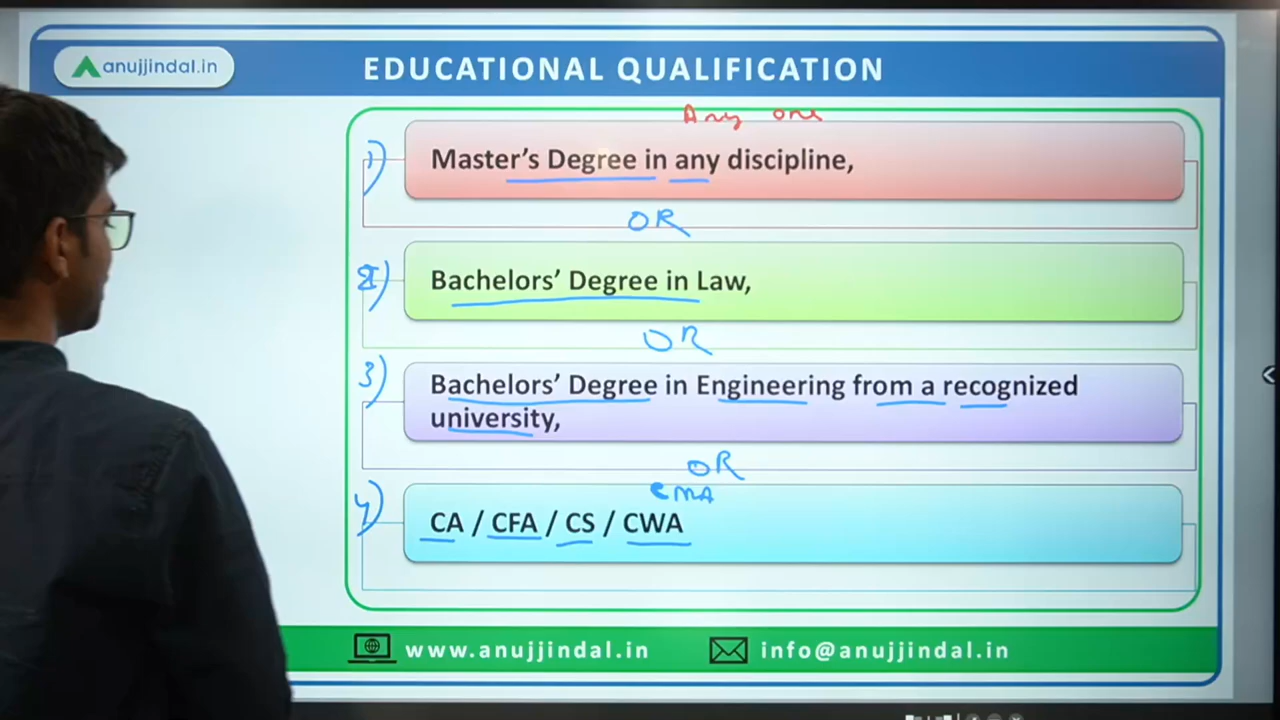 anujjindal.in
EDUCATIONAL QUALIFICATION
Any one
1) Master's Degree in any discipline,
OR
Bachelors' Degree in Law,
OR
3) Bachelors' Degree in Engineering from a recognized
university,
OR
CMA
4) CA / CFA / CS / CWA
www.anujjindal.in
info@anujjindal.in